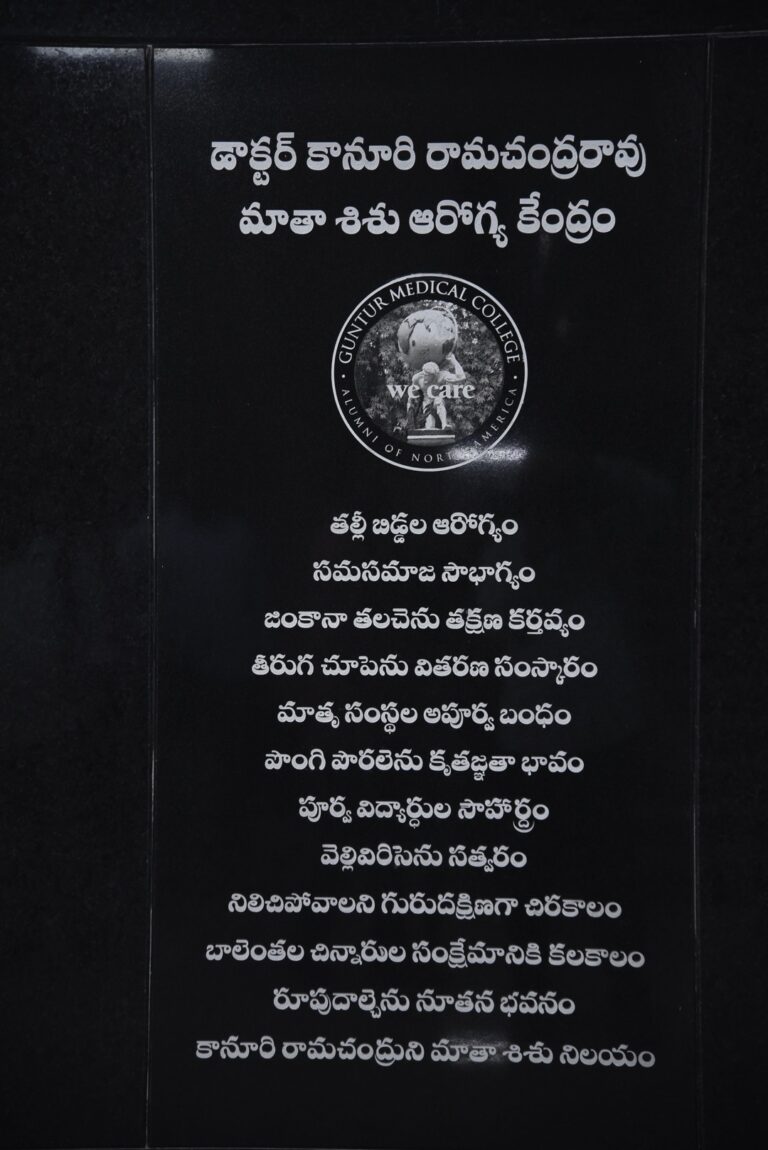 డాక్టర్ కానూరి రామచంద్రరావు
మాతా శిశు ఆరోగ్య కేంద్రం
GUNTUR MEDICAL COLLEGE
we care
ALUMNI OF NORTH AMERICA
తల్లీ బిడ్డల ఆరోగ్యం
సమసమాజ సౌభాగ్యం
జింకానా తలచెను తక్షణ కర్తవ్యం
తీరుగ చూపెను వితరణ సంస్కారం
మాతృ సంస్థల అపూర్వ బంధం
పొంగి పొరలెను కృతజ్ఞతా భావం
పూర్వ విద్యార్ధుల సౌహార్ద్రం
వెల్లివిరిసెను సత్వరం
నిలిచిపోవాలని గురుదక్షిణగా చిరకాలం
బాలెంతల చిన్నారుల సంక్షేమానికి కలకాలం
రూపుదాల్చెను నూతన భవనం
కానూరి రామచంద్రుని మాతా శిశు నిలయం